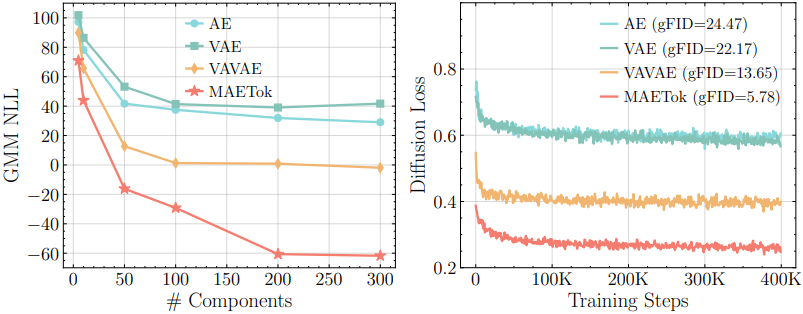 GMM NLL
100
80
60
40
20
0
−20
−40
−60
AE
VAE
VAVAE
MAETok
0 50 100 150 200 250 300
# Components
Diffusion Loss
0.8
0.6
0.4
0.2
AE (gFID=24.47)
VAE (gFID=22.17)
VAVAE (gFID=13.65)
MAETok (gFID=5.78)
0 100K 200K 300K 400K
Training Steps